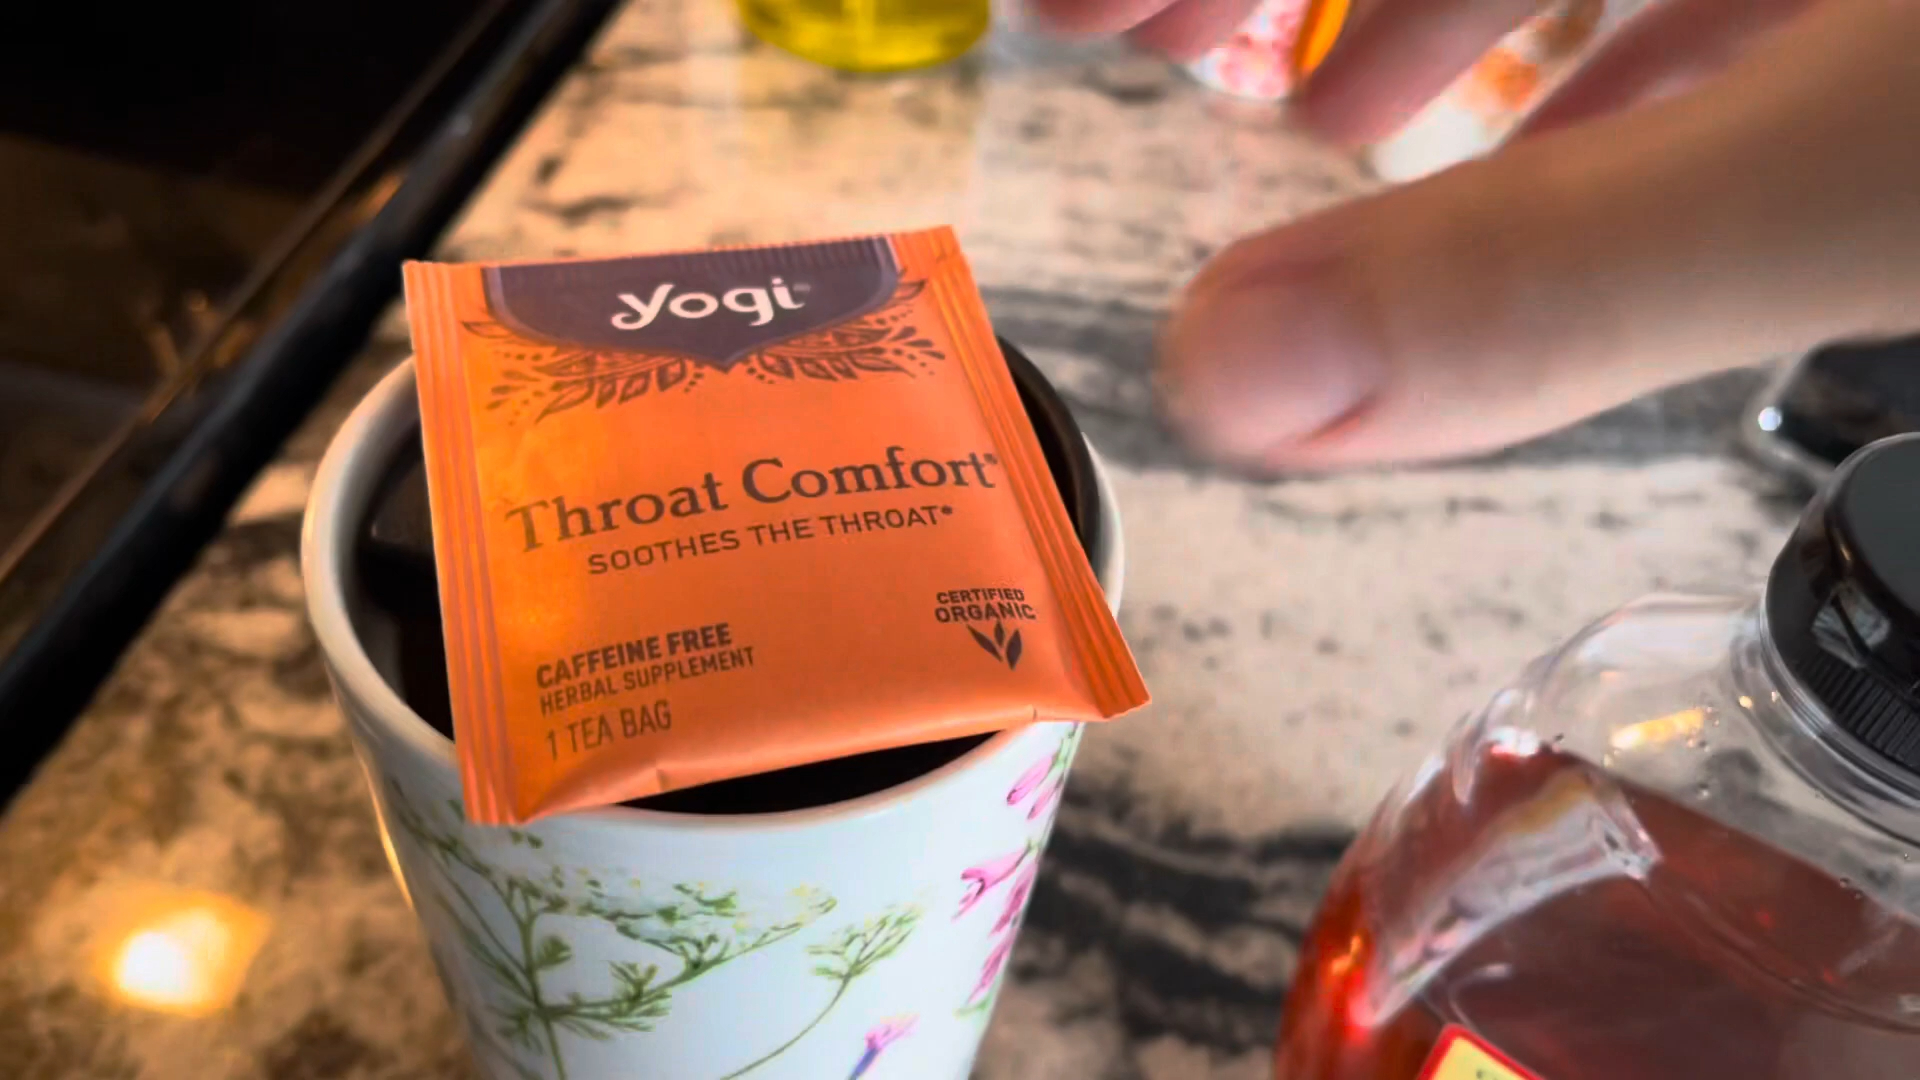 yogi®
Throat Comfort®
SOOTHES THE THROAT*
CERTIFIED
ORGANIC
CAFFEINE FREE
HERBAL SUPPLEMENT
1 TEA BAG